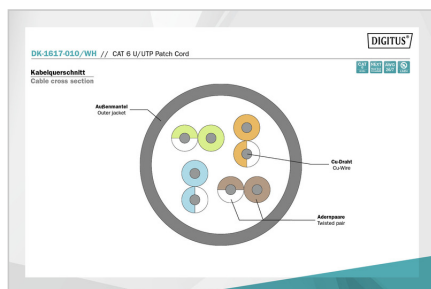 DIGITUS®
DK-1617-010/WH // CAT 6 U/UTP Patch Cord
Kabelquerschnitt
Cable cross section
Außenmantel
Outer jacket
Cu-Draht
Cu-Wire
Adernpaare
Twisted pair